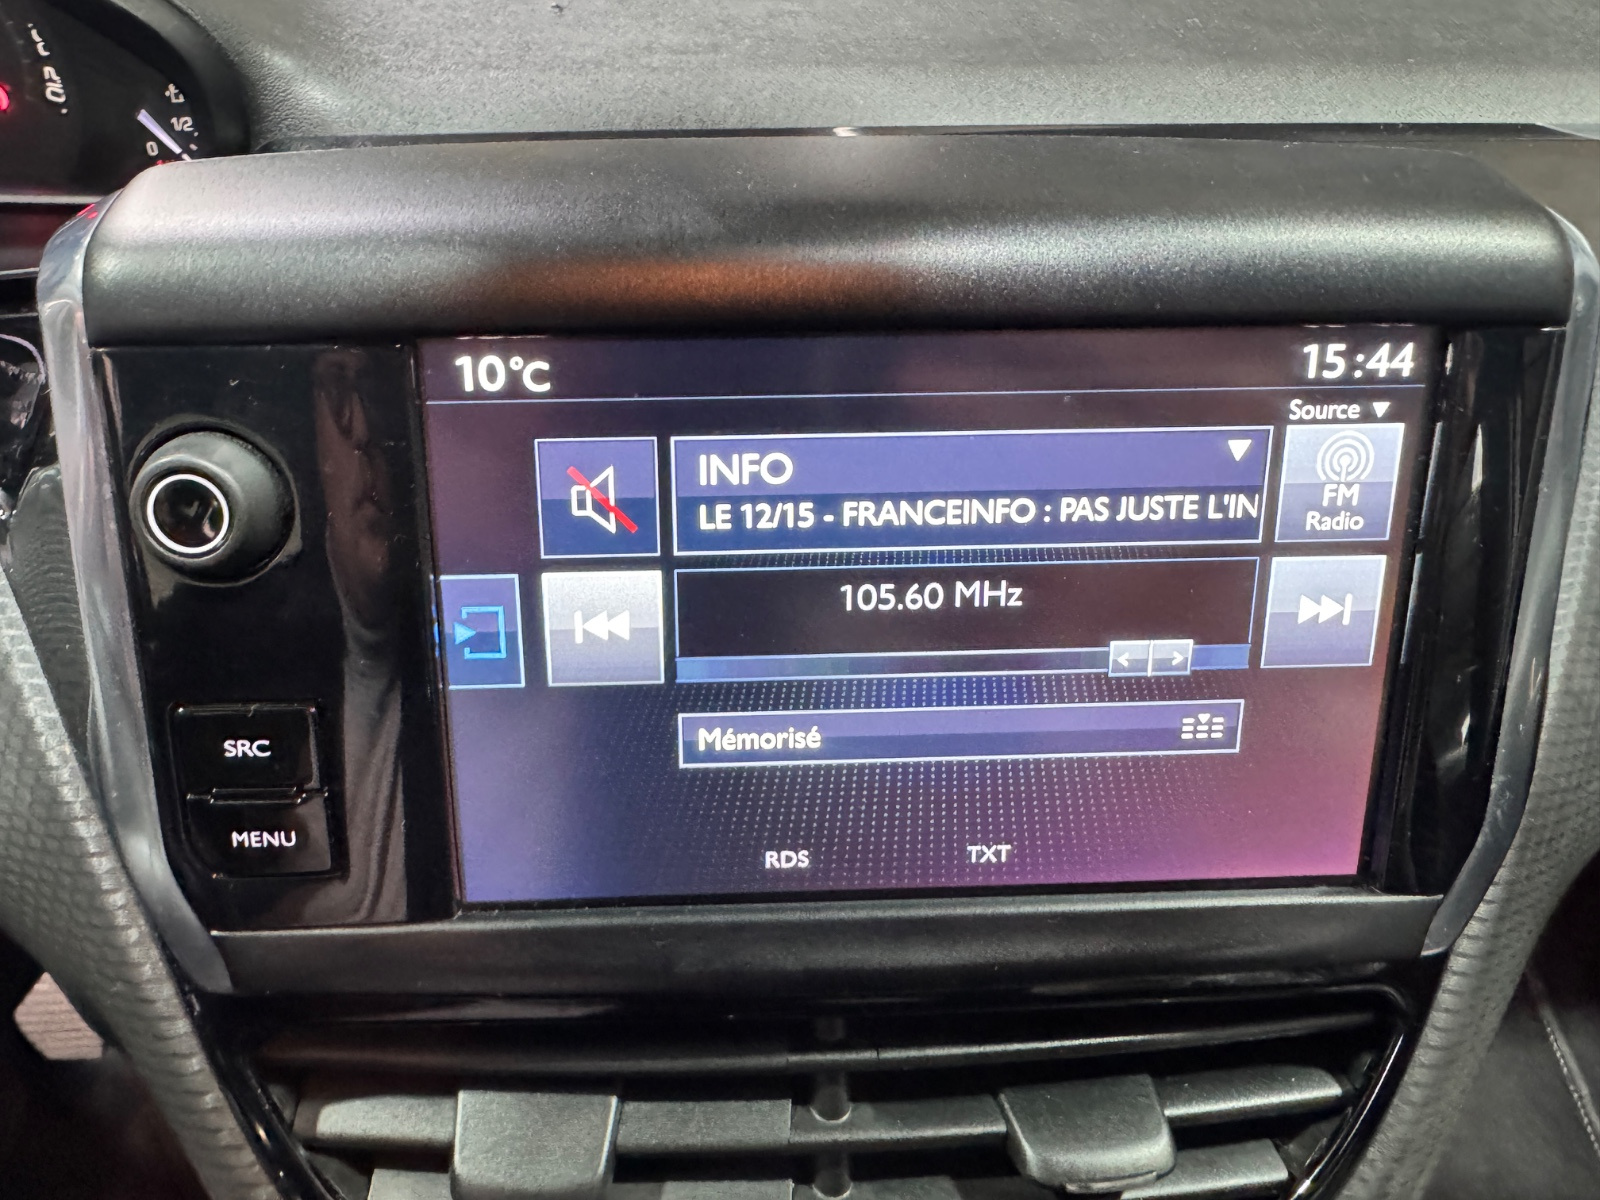 1/2
0
10°C
15:44
Source
INFO
LE 12/15 - FRANCEINFO : PAS JUSTE L'IN
FM
Radio
105.60 MHz
SRC
Mémorisé
MENU
RDS
TXT